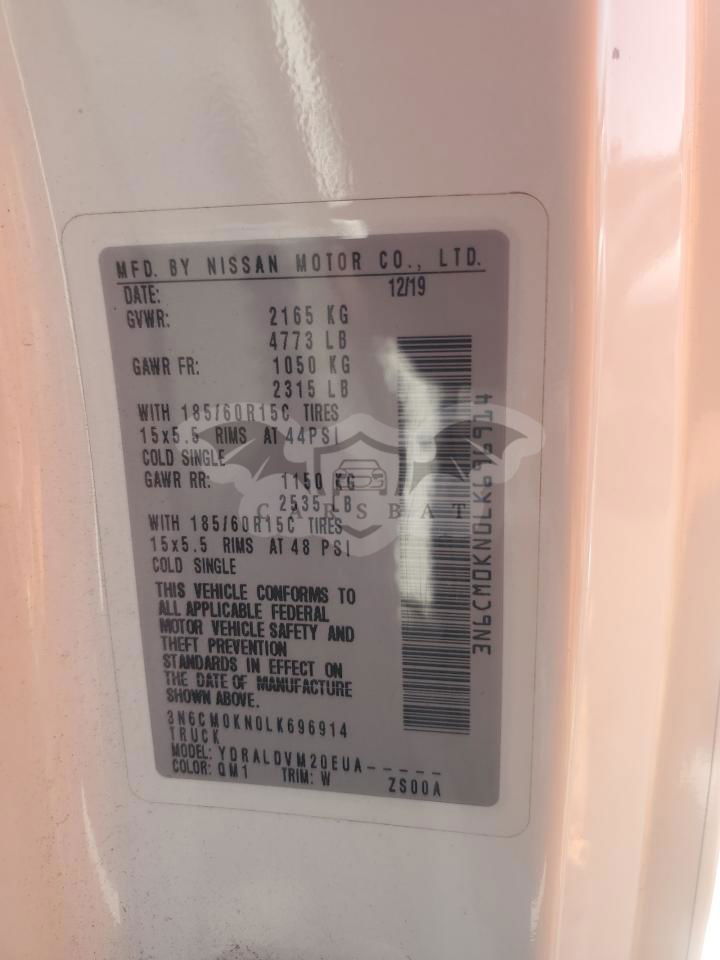 MFD. BY NISSAN MOTOR CO., LTD.
DATE: 12/19
GVWR: 2165 KG
4773 LB
GAWR FR: 1050 KG
2315 LB
WITH 185/60R15C TIRES
15x5.5 RIMS AT 44PSI
COLD SINGLE
GAWR RR: 1150 KG
2535 LB
WITH 185/60R15C TIRES
15x5.5 RIMS AT 48 PSI
COLD SINGLE
THIS VEHICLE CONFORMS TO
ALL APPLICABLE FEDERAL
MOTOR VEHICLE SAFETY AND
THEFT PREVENTION
STANDARDS IN EFFECT ON
THE DATE OF MANUFACTURE
SHOWN ABOVE.
3N6CM0KN0LK696914
TRUCK
MODEL: YDRALDVM20EUA-----
COLOR: QM1 TRIM: W ZS00A
3N6CM0KN0LK696914
CARSBAT